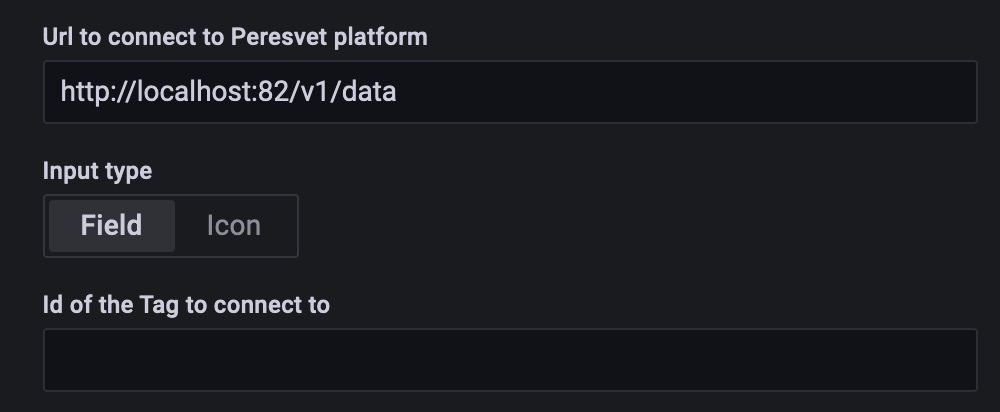 Url to connect to Peresvet platform
http://localhost:82/v1/data
Input type
Field Icon
Id of the Tag to connect to